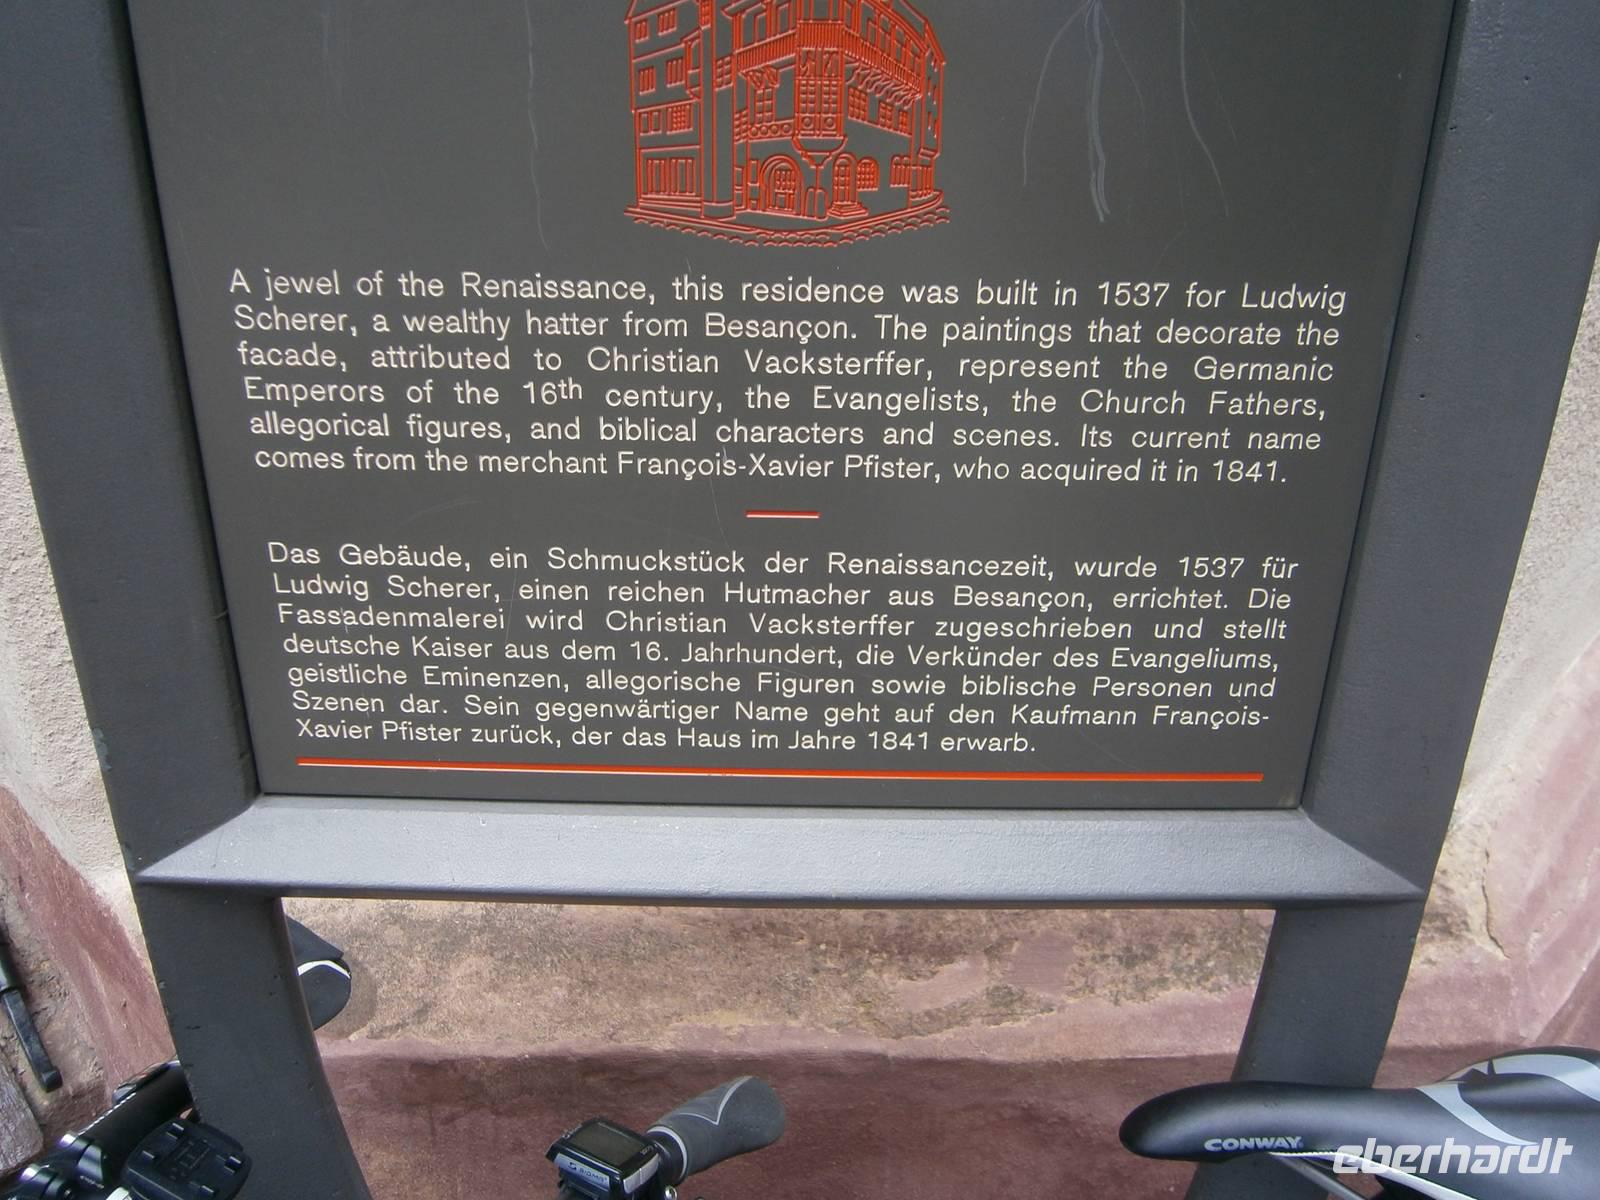 A jewel of the Renaissance, this residence was built in 1537 for Ludwig
Scherer, a wealthy hatter from Besançon. The paintings that decorate the
facade, attributed to Christian Vacksterffer, represent the Germanic
Emperors of the 16th century, the Evangelists, the Church Fathers,
allegorical figures, and biblical characters and scenes. Its current name
comes from the merchant François-Xavier Pfister, who acquired it in 1841.
Das Gebäude, ein Schmuckstück der Renaissancezeit, wurde 1537 für
Ludwig Scherer, einen reichen Hutmacher aus Besançon, errichtet. Die
Fassadenmalerei wird Christian Vacksterffer zugeschrieben und stellt
deutsche Kaiser aus dem 16. Jahrhundert, die Verkünder des Evangeliums,
geistliche Eminenzen, allegorische Figuren sowie biblische Personen und
Szenen dar. Sein gegenwärtiger Name geht auf den Kaufmann François-
Xavier Pfister zurück, der das Haus im Jahre 1841 erwarb.
CONWAY
eberhardt
SIGMA